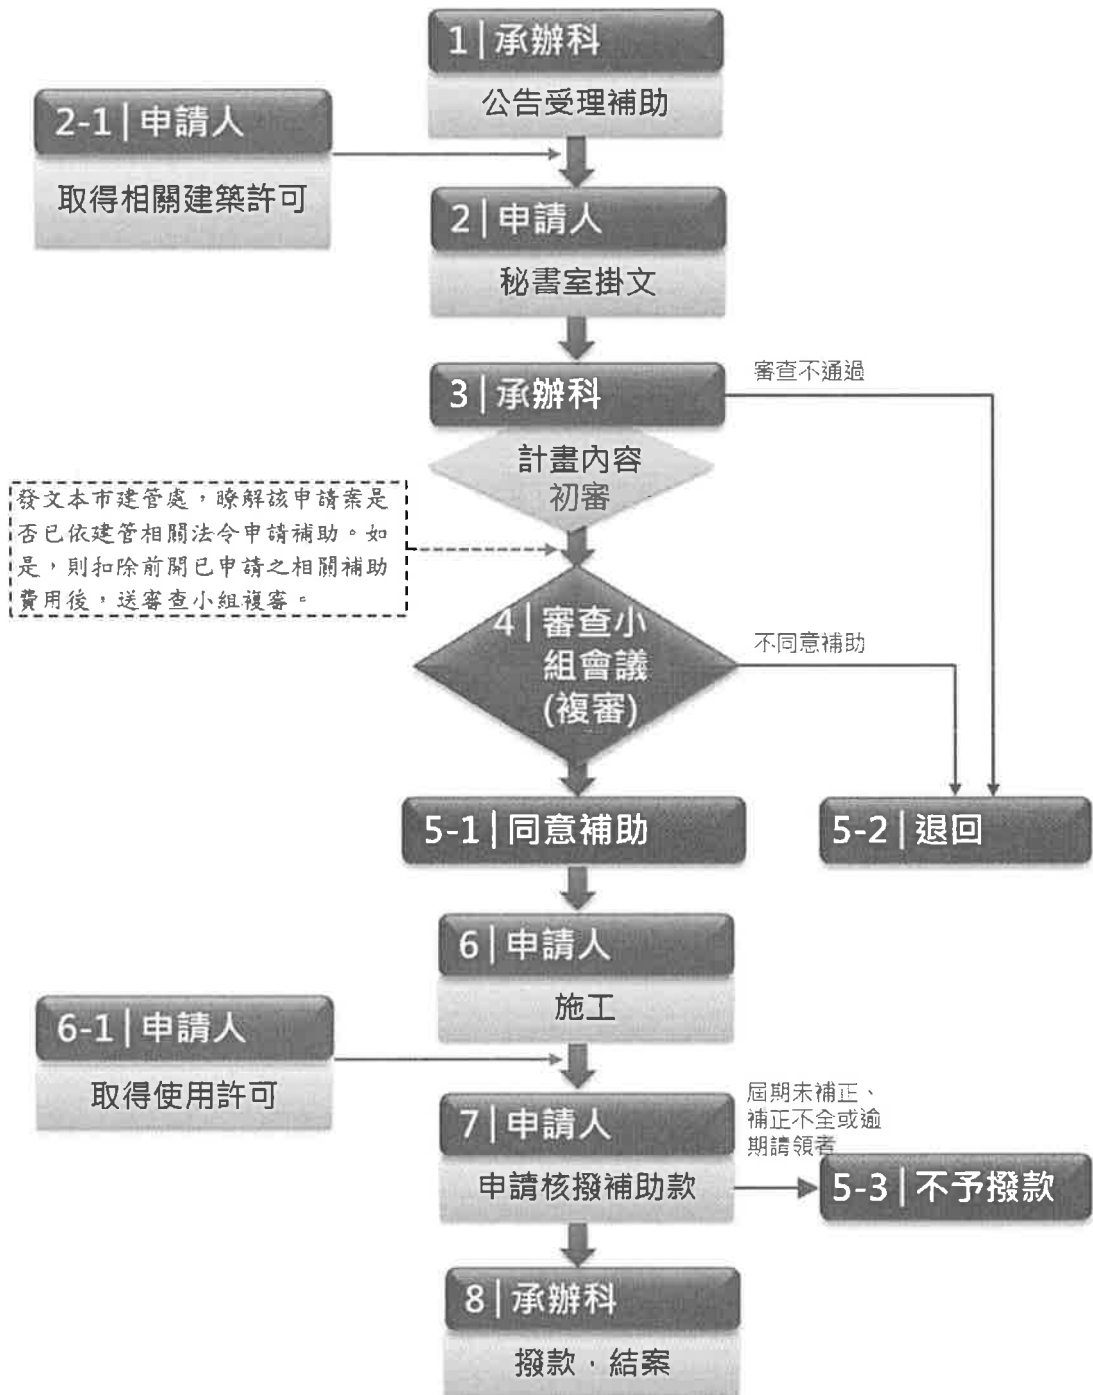 1 | 承辦科
公告受理補助
2-1 | 申請人
取得相關建築許可
2 | 申請人
秘書室掛文
3 | 承辦科
審查不通過
計畫內容
初審
發文本市建管處，瞭解該申請案是
否已依建管相關法令申請補助。如
是，則扣除前開已申請之相關補助
費用後，送審查小組複審。
4 | 審查小
組會議
(複審)
不同意補助
5-1 | 同意補助
5-2 | 退回
6 | 申請人
施工
6-1 | 申請人
取得使用許可
7 | 申請人
申請核撥補助款
屆期未補正、
補正不全或逾
期請領者
5-3 | 不予撥款
8 | 承辦科
撥款．結案